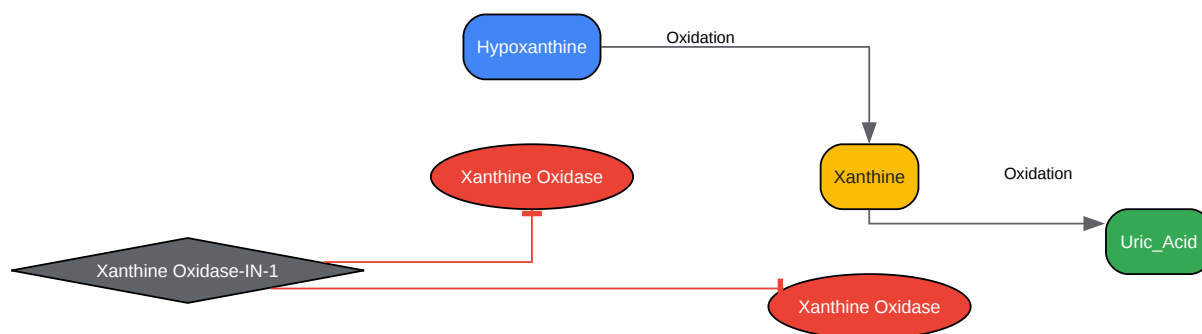 Hypoxanthine
Oxidation
Xanthine Oxidase
Xanthine
Oxidation
Uric_Acid
Xanthine Oxidase-IN-1
Xanthine Oxidase